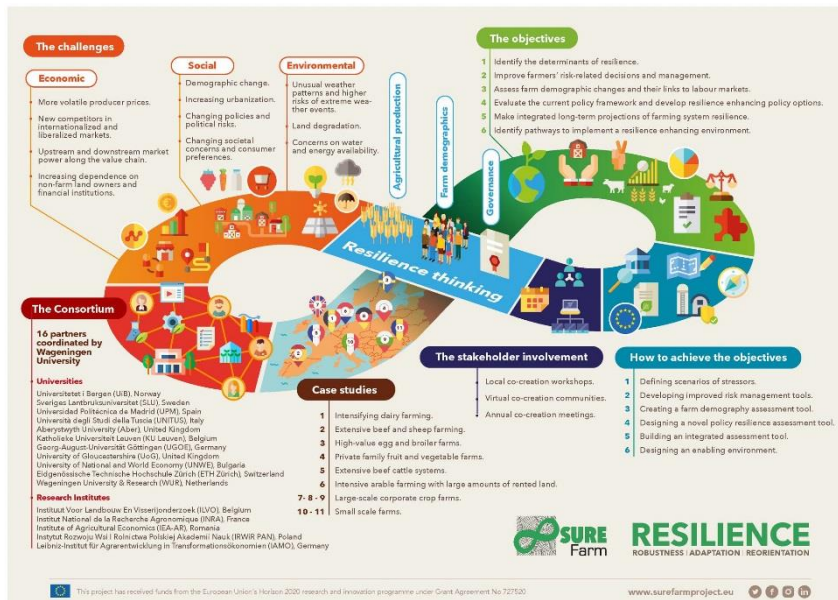 The challenges
Economic
More volatile producer prices.
New competitors in
internationalized and
liberalized markets.
Upstream and downstream market
power along the value chain.
Increasing dependence on
non-farm land owners and
financial institutions.
Social
Demographic change.
Increasing urbanization.
Changing policies and
political risks.
Changing societal
concerns and consumer
preferences.
Environmental
Unusual weather
patterns and higher
risks of extreme wea-
ther events.
Land degradation.
Concerns on water
and energy availability.
Agricultural production
Farm demographics
Governance
Resilience thinking
The objectives
1 Identify the determinants of resilience.
2 Improve farmers' risk-related decisions and management.
3 Assess farm demographic changes and their links to labour markets.
4 Evaluate the current policy framework and develop resilience enhancing policy options.
5 Make integrated long-term projections of farming system resilience.
6 Identify pathways to implement a resilience enhancing environment.
The Consortium
16 partners
coordinated by
Wageningen
University
Universities
Universitetet i Bergen (UiB), Norway
Sveriges Lantbruksuniversitet (SLU), Sweden
Universidad Politécnica de Madrid (UPM), Spain
Università degli Studi della Tuscia (UNITUS), Italy
Aberystwyth University (Aber), United Kingdom
Katholieke Universiteit Leuven (KU Leuven), Belgium
Georg-August-Universität Göttingen (UGOE), Germany
University of Gloucestershire (UoG), United Kingdom
University of National and World Economy (UNWE), Bulgaria
Eidgenössische Technische Hochschule Zürich (ETH Zürich), Switzerland
Wageningen University & Research (WUR), Netherlands
Research Institutes
Instituut Voor Landbouw En Visserijonderzoek (ILVO), Belgium
Institut National de la Recherche Agronomique (INRA), France
Institute of Agricultural Economics (IEA-AR), Romania
Instytut Rozwoju Wsi I Rolnictwa Polskiej Akademii Nauk (IRWiR PAN), Poland
Leibniz-Institut für Agrarentwicklung in Transformationsökonomien (IAMO), Germany
Case studies
1 Intensifying dairy farming.
2 Extensive beef and sheep farming.
3 High-value egg and broiler farms.
4 Private family fruit and vegetable farms.
5 Extensive beef cattle systems.
6 Intensive arable farming with large amounts of rented land.
7- 8 - 9 Large-scale corporate crop farms.
10 - 11 Small scale farms.
The stakeholder involvement
Local co-creation workshops.
Virtual co-creation communities.
Annual co-creation meetings.
How to achieve the objectives
1 Defining scenarios of stressors.
2 Developing improved risk management tools.
3 Creating a farm demography assessment tool.
4 Designing a novel policy resilience assessment tool.
5 Building an integrated assessment tool.
6 Designing an enabling environment.
SURE
Farm
RESILIENCE
ROBUSTNESS | ADAPTATION | REORIENTATION
This project has received funds from the European Union's Horizon 2020 research and innovation programme under Grant Agreement No 727520
www.surefarmproject.eu